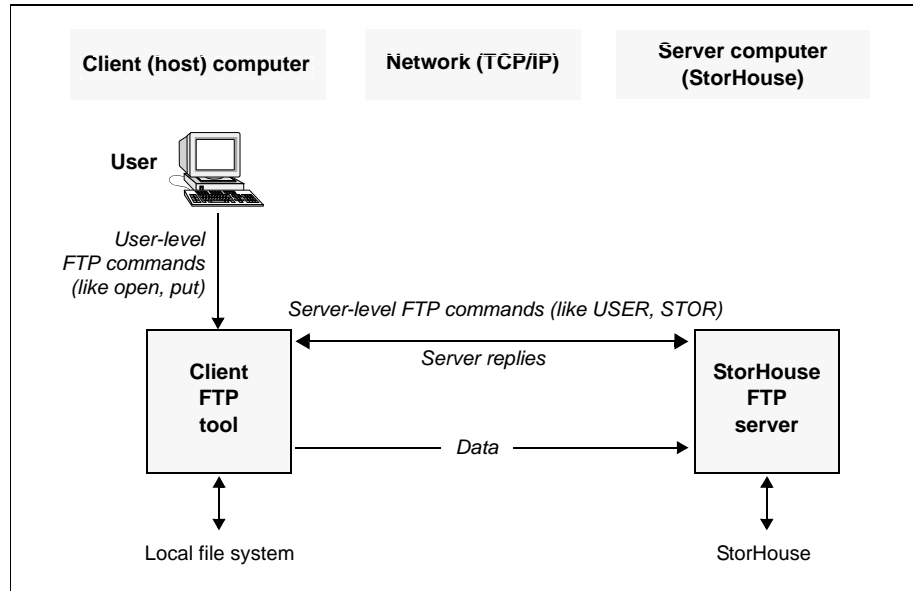 Client (host) computer
Network (TCP/IP)
Server computer
(StorHouse)
User
User-level
FTP commands
(like open, put)
Server-level FTP commands (like USER, STOR)
Server replies
Client
FTP
tool
StorHouse
FTP
server
Data
Local file system
StorHouse